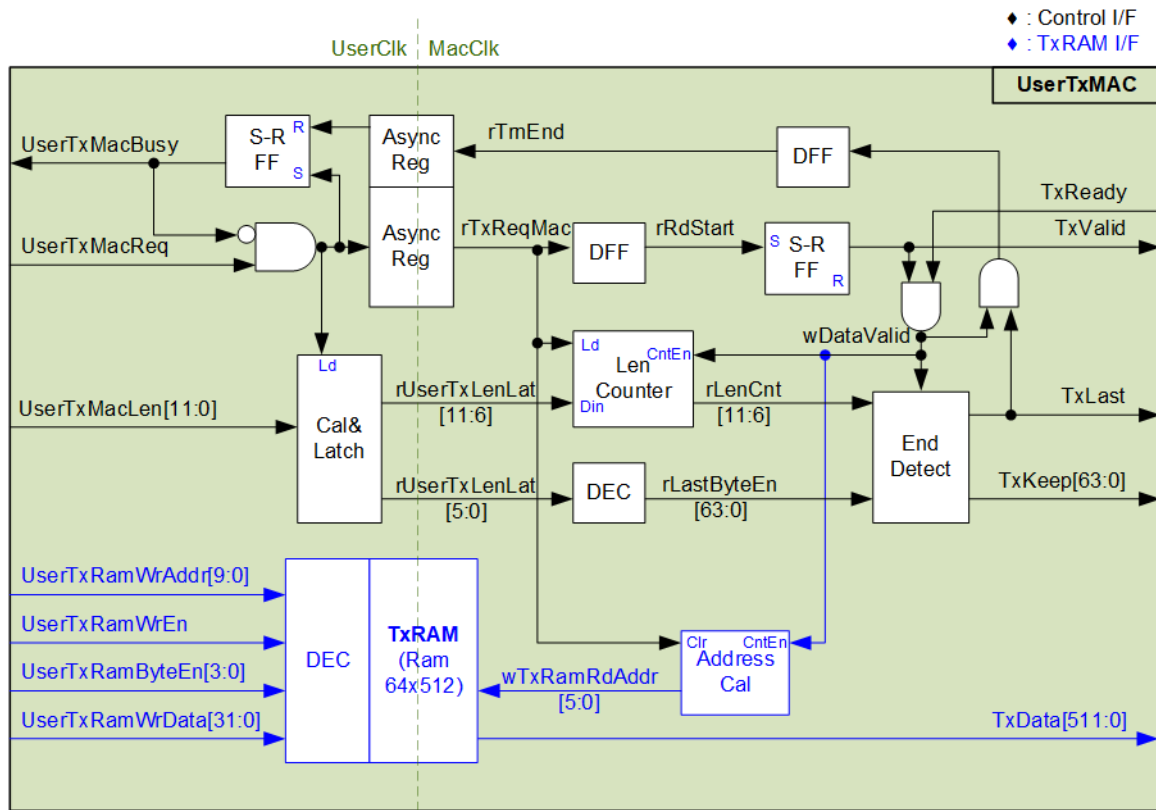 ♦ : Control I/F
♦ : TxRAM I/F
UserClk
MacClk
UserTxMAC
UserTxMacBusy
S-R
FF
R
S
Async
Reg
rTrnEnd
DFF
TxReady
UserTxMacReq
Async
Reg
rTxReqMac
DFF
rRdStart
S
S-R
FF
R
TxValid
wDataValid
Ld
Cal&
Latch
UserTxMacLen[11:0]
rUserTxLenLat
[11:6]
Ld
CntEn
Len
Counter
Din
rLenCnt
[11:6]
End
Detect
TxLast
rUserTxLenLat
[5:0]
DEC
rLastByteEn
[63:0]
TxKeep[63:0]
UserTxRamWrAddr[9:0]
UserTxRamWrEn
UserTxRamByteEn[3:0]
UserTxRamWrData[31:0]
DEC
TxRAM
(Ram
64x512)
wTxRamRdAddr
[5:0]
Clr
CntEn
Address
Cal
TxData[511:0]